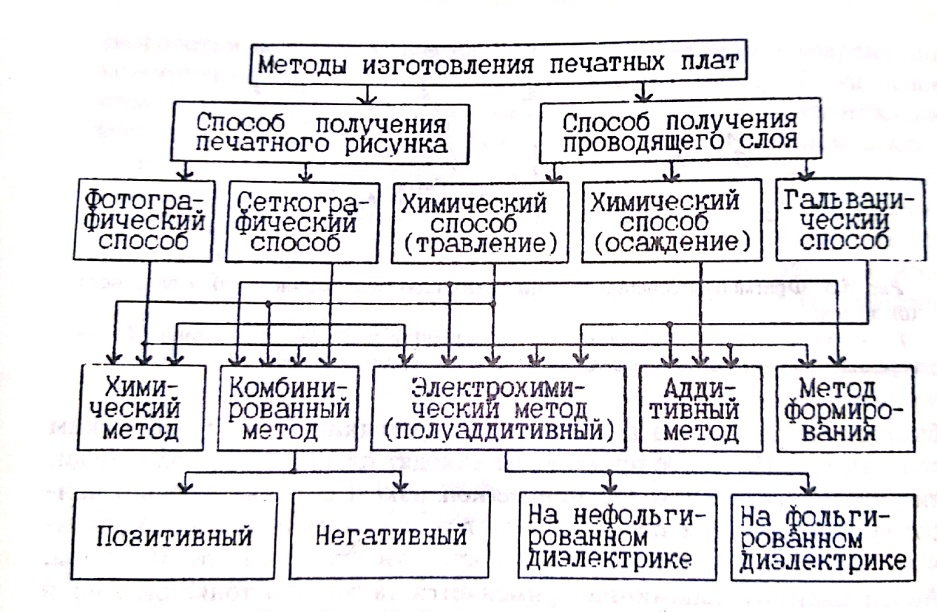 Методы изготовления печатных плат
Способ получения
печатного рисунка
Способ получения
проводящего слоя
Фотогра-
фический
способ
Сеткогра-
фический
способ
Химический
способ
(травление)
Химический
способ
(осаждение)
Гальвани-
ческий
способ
Хими-
ческий
метод
Комбини-
рованный
метод
Электрохими-
ческий метод
(полуаддитивный)
Адди-
тивный
метод
Метод
формиро-
вания
Позитивный
Негативный
На нефольги-
рованном
диэлектрике
На фольги-
рованном
диэлектрике